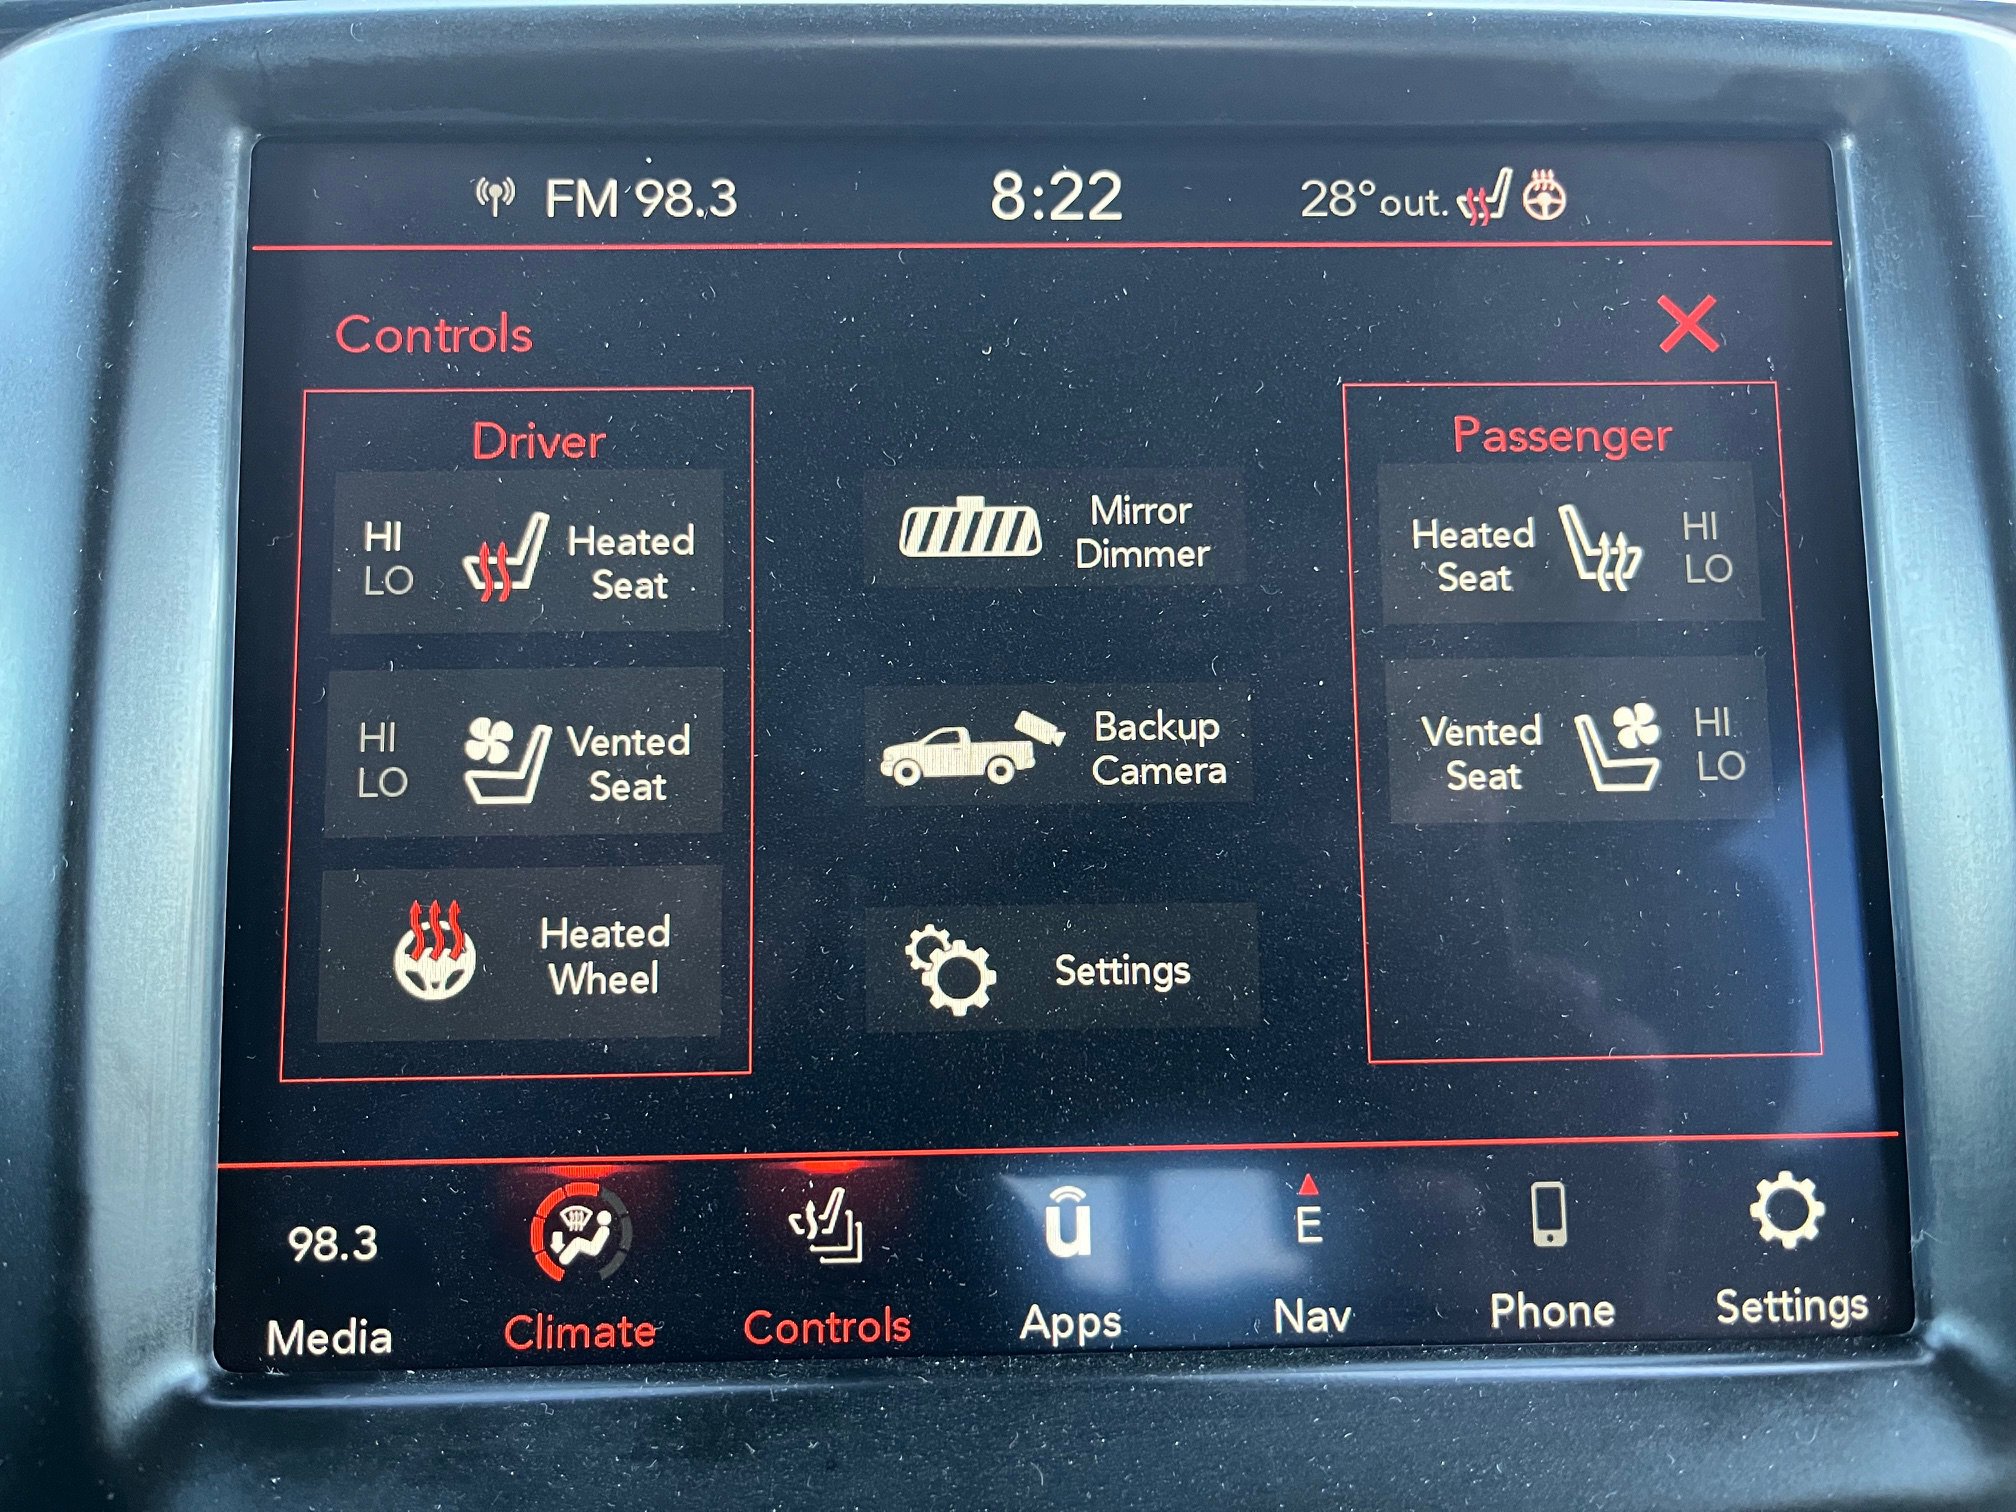 FM 98.3
8:22
28° out.
Controls
Driver
HI
LO
Heated
Seat
HI
LO
Vented
Seat
Heated
Wheel
Mirror
Dimmer
Backup
Camera
Settings
Passenger
Heated
Seat
HI
LO
Vented
Seat
HI
LO
98.3
Media
Climate
Controls
u
Apps
E
Nav
Phone
Settings